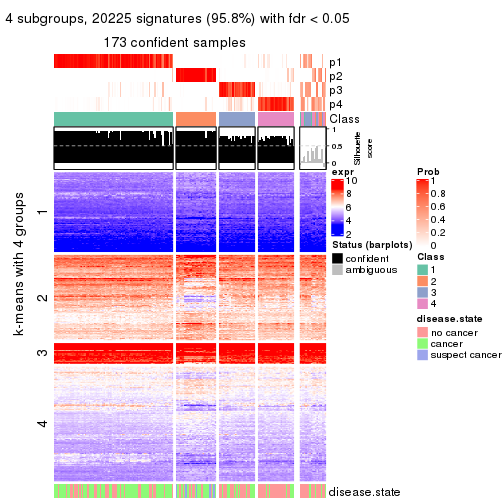 4 subgroups, 20225 signatures (95.8%) with fdr < 0.05
173 confident samples
p1
p2
p3
p4
Class
1
0.5
0
Silhouette
score
k-means with 4 groups
1
2
3
4
disease.state
expr
10
8
6
4
2
Status (barplots)
confident
ambiguous
Prob
1
0.8
0.6
0.4
0.2
0
Class
1
2
3
4
disease.state
no cancer
cancer
suspect cancer